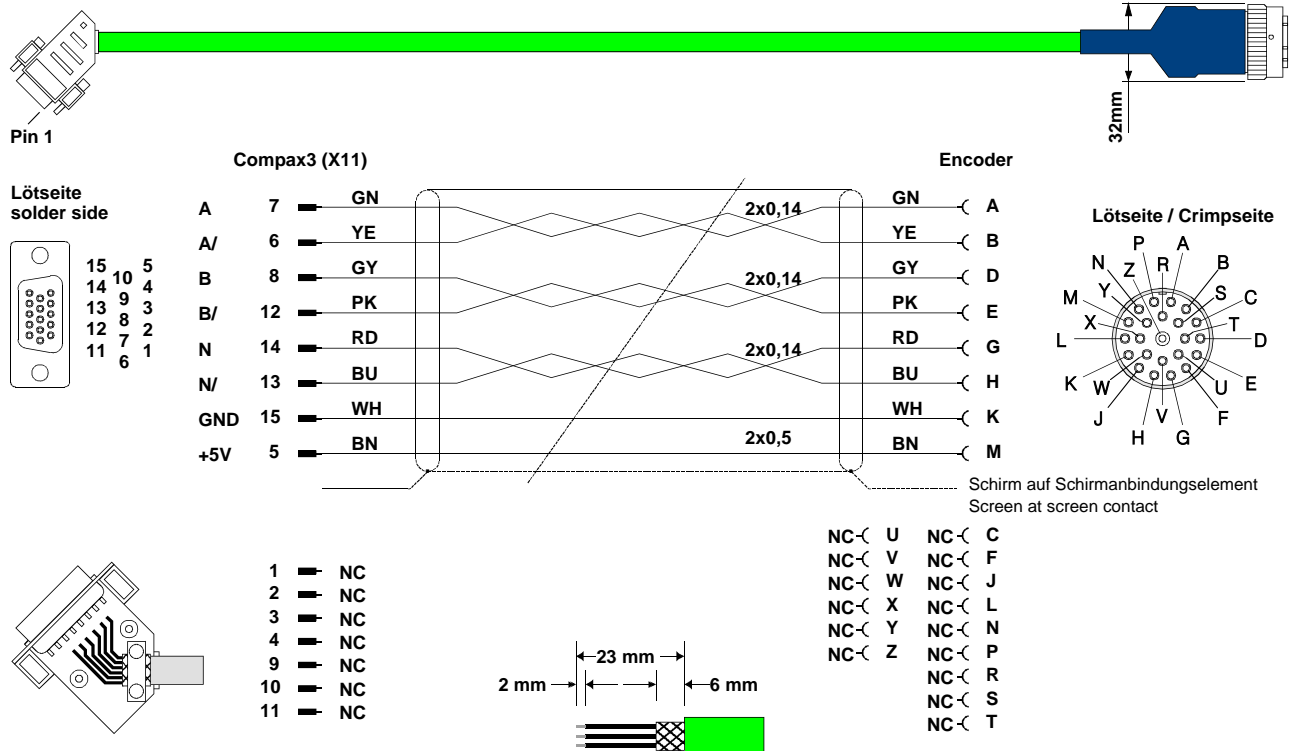 32mm
Pin 1
Compax3 (X11)
Encoder
Lötseite
solder side
15 10 5
14 9 4
13 8 3
12 7 2
11 6 1
A 7 GN 2x0,14 GN A
A/ 6 YE YE B
B 8 GY 2x0,14 GY D
B/ 12 PK PK E
N 14 RD 2x0,14 RD G
N/ 13 BU BU H
GND 15 WH WH K
+5V 5 BN 2x0,5 BN M
Lötseite / Crimpseite
P A
N Z R B
M Y S C
X T
L D
K W U E
J V F
H G
Schirm auf Schirmanbindungselement
Screen at screen contact
NC U NC C
NC V NC F
NC W NC J
NC X NC L
NC Y NC N
NC Z NC P
NC R
NC S
NC T
1 NC
2 NC
3 NC
4 NC
9 NC
10 NC
11 NC
23 mm
2 mm 6 mm